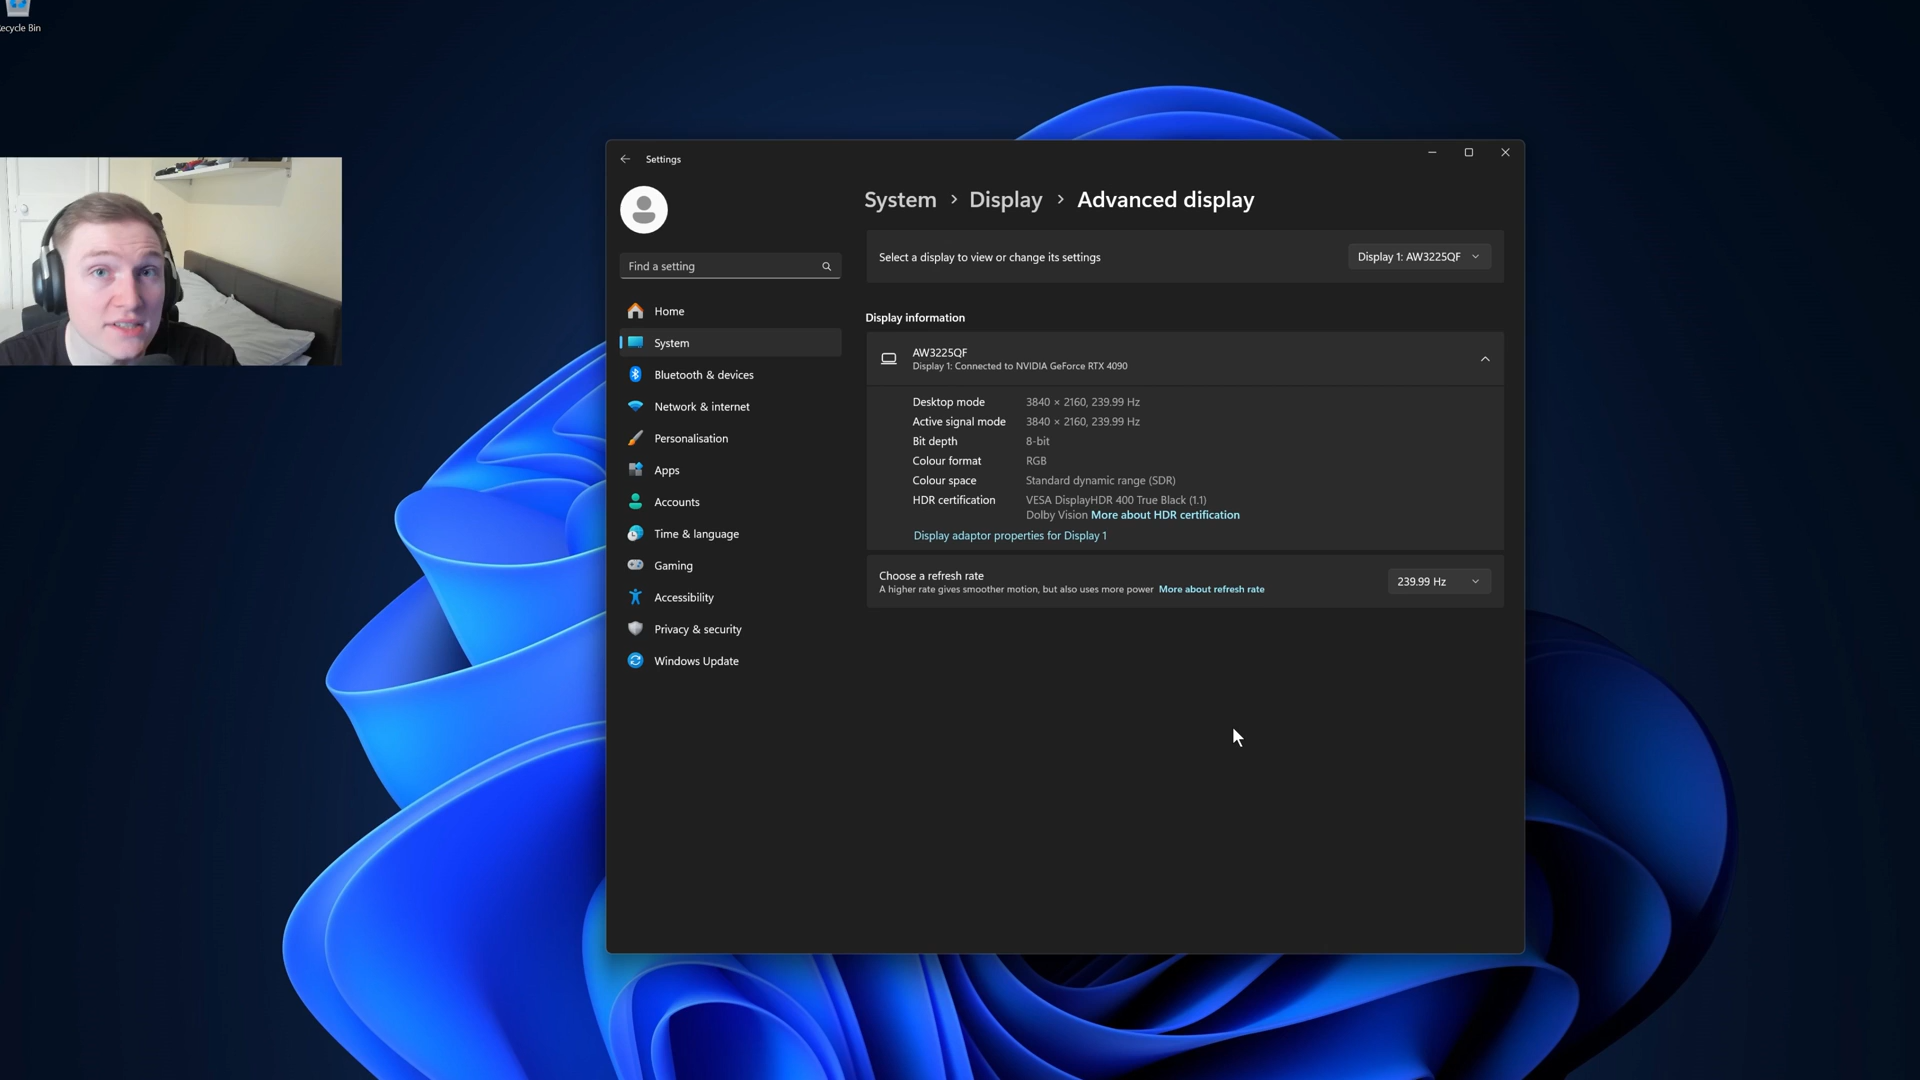 ecycle Bin
Settings
System > Display > Advanced display
Find a setting
Select a display to view or change its settings
Display 1: AW3225QF
Home
System
Bluetooth & devices
Network & internet
Personalisation
Apps
Accounts
Time & language
Gaming
Accessibility
Privacy & security
Windows Update
Display information
AW3225QF
Display 1: Connected to NVIDIA GeForce RTX 4090
Desktop mode 3840 × 2160, 239.99 Hz
Active signal mode 3840 × 2160, 239.99 Hz
Bit depth 8-bit
Colour format RGB
Colour space Standard dynamic range (SDR)
HDR certification VESA DisplayHDR 400 True Black (1.1)
Dolby Vision More about HDR certification
Display adaptor properties for Display 1
Choose a refresh rate
A higher rate gives smoother motion, but also uses more power More about refresh rate
239.99 Hz